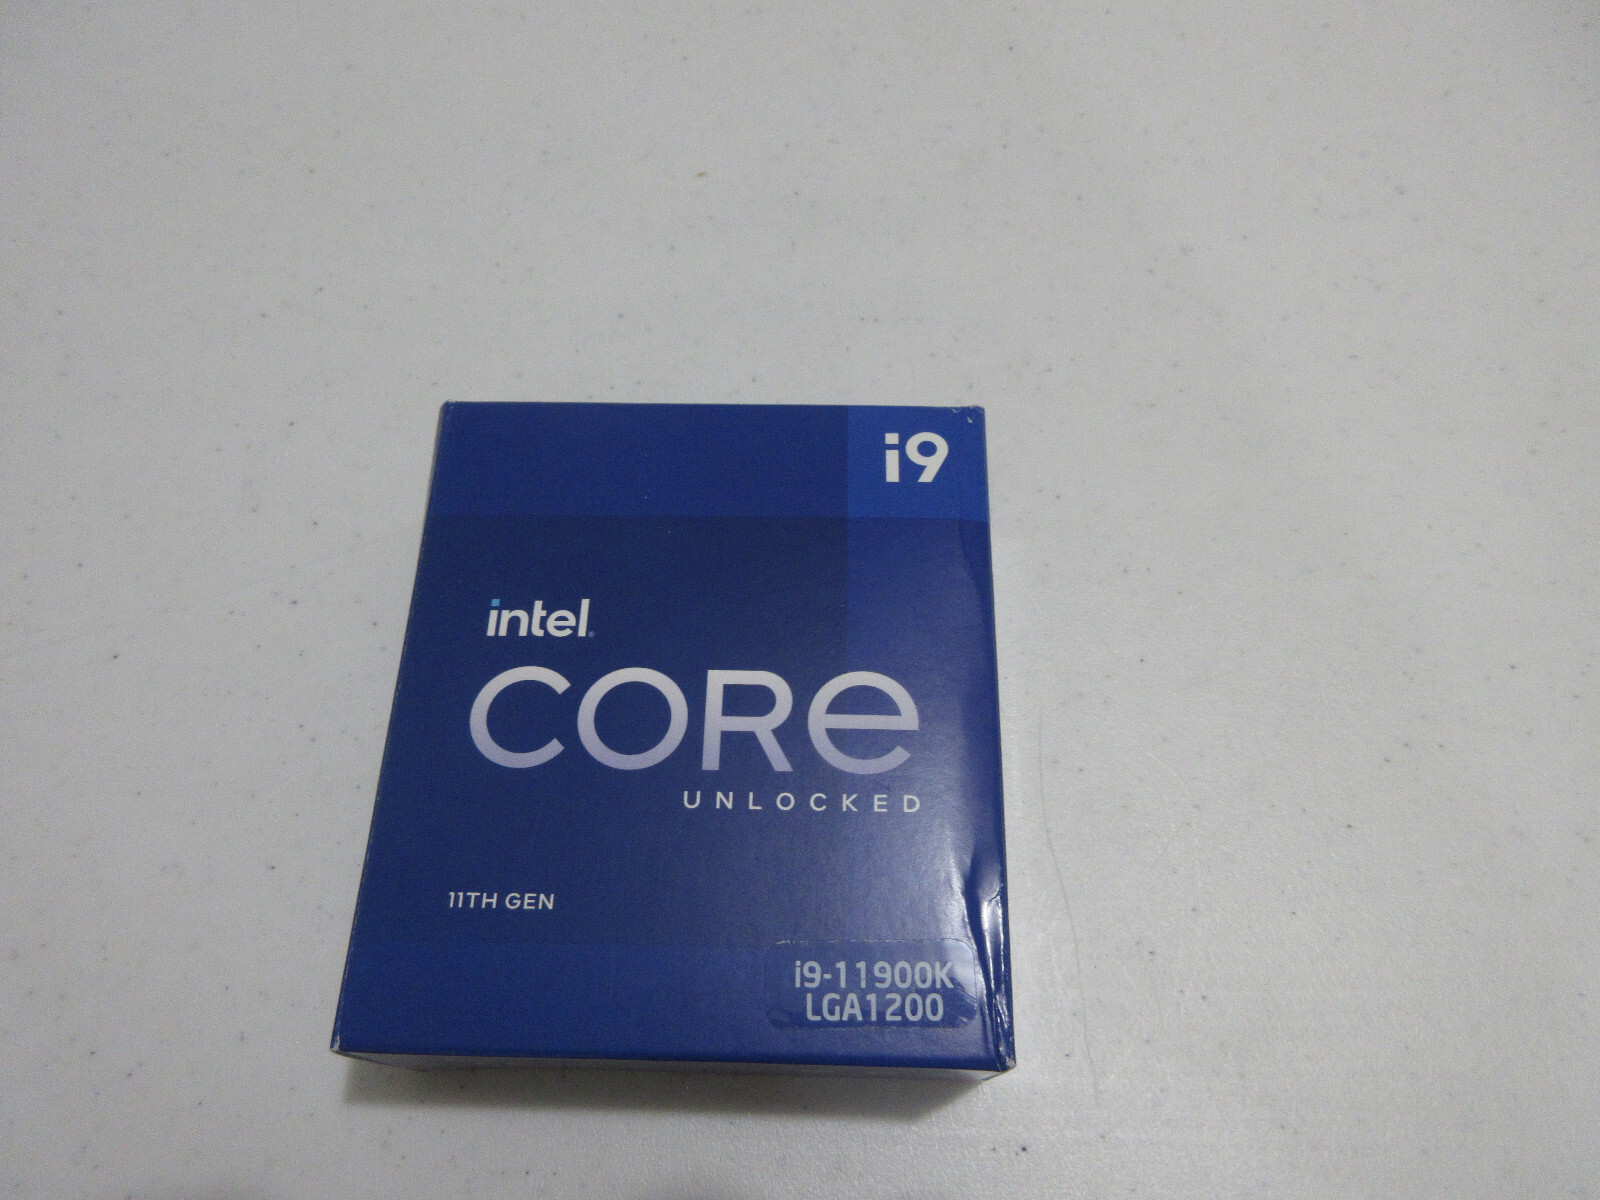 i9
intel
CORe
UNLOCKED
11TH GEN
i9-11900K
LGA1200